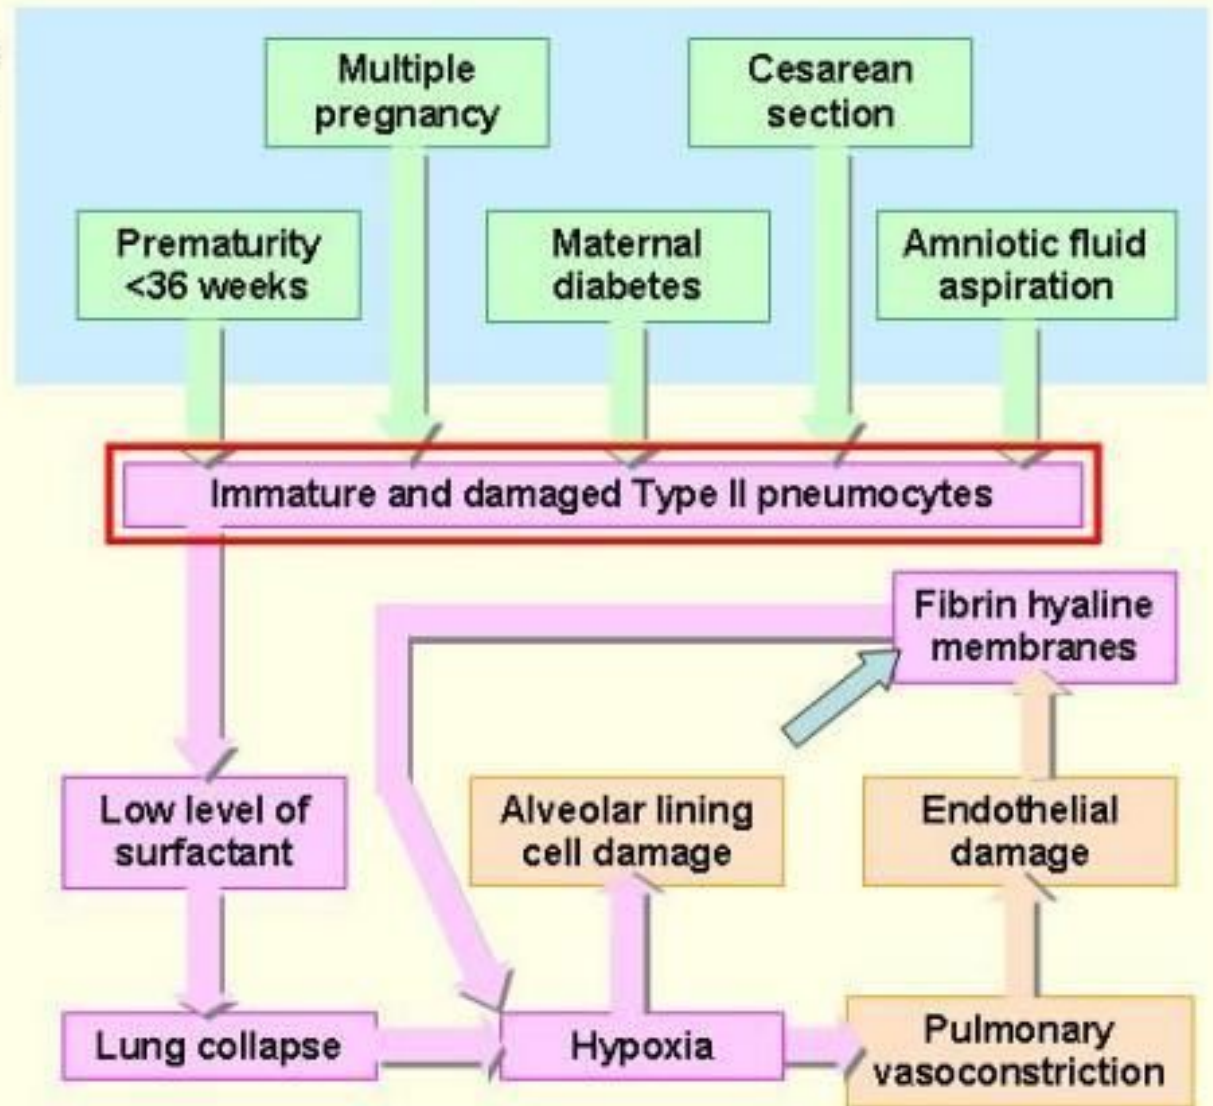 Multiple
pregnancy
Cesarean
section
Prematurity
<36 weeks
Maternal
diabetes
Amniotic fluid
aspiration
Immature and damaged Type II pneumocytes
Fibrin hyaline
membranes
Low level of
surfactant
Alveolar lining
cell damage
Endothelial
damage
Lung collapse
Hypoxia
Pulmonary
vasoconstriction